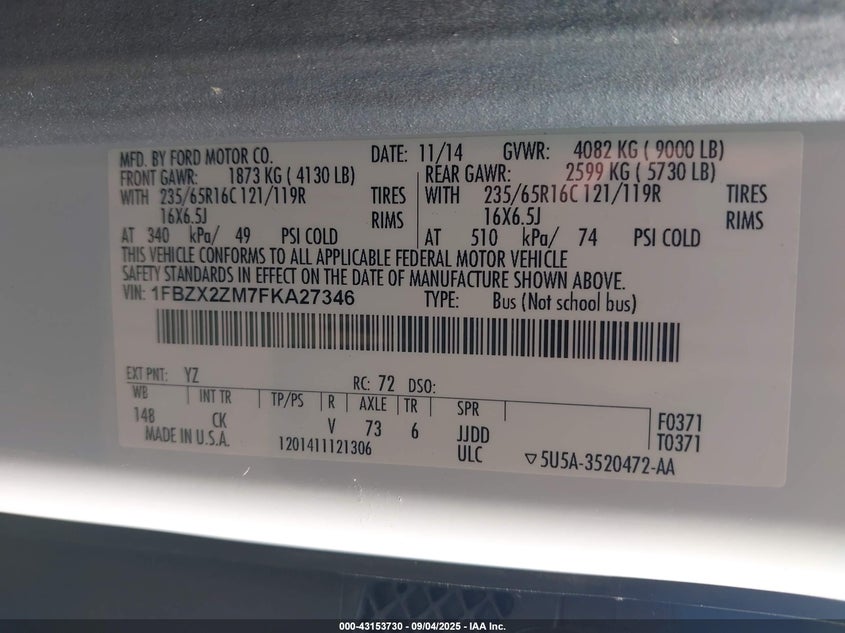 MFD. BY FORD MOTOR CO. DATE: 11/14 GVWR: 4082 KG ( 9000 LB)
FRONT GAWR: 1873 KG ( 4130 LB) REAR GAWR: 2599 KG ( 5730 LB)
WITH 235/65R16C 121/119R TIRES WITH 235/65R16C 121/119R TIRES
16X6.5J RIMS 16X6.5J RIMS
AT 340 kPa/ 49 PSI COLD AT 510 kPa/ 74 PSI COLD
THIS VEHICLE CONFORMS TO ALL APPLICABLE FEDERAL MOTOR VEHICLE
SAFETY STANDARDS IN EFFECT ON THE DATE OF MANUFACTURE SHOWN ABOVE.
VIN: 1FBZX2ZM7FKA27346 TYPE: Bus (Not school bus)
EXT PNT: YZ RC: 72 DSO:
WB INT TR TP/PS R AXLE TR SPR
148 CK V 73 6 JJDD F0371
MADE IN U.S.A. 1201411121306 ULC T0371
▽5U5A-3520472-AA
000-43153730 - 09/04/2025 - IAA Inc.